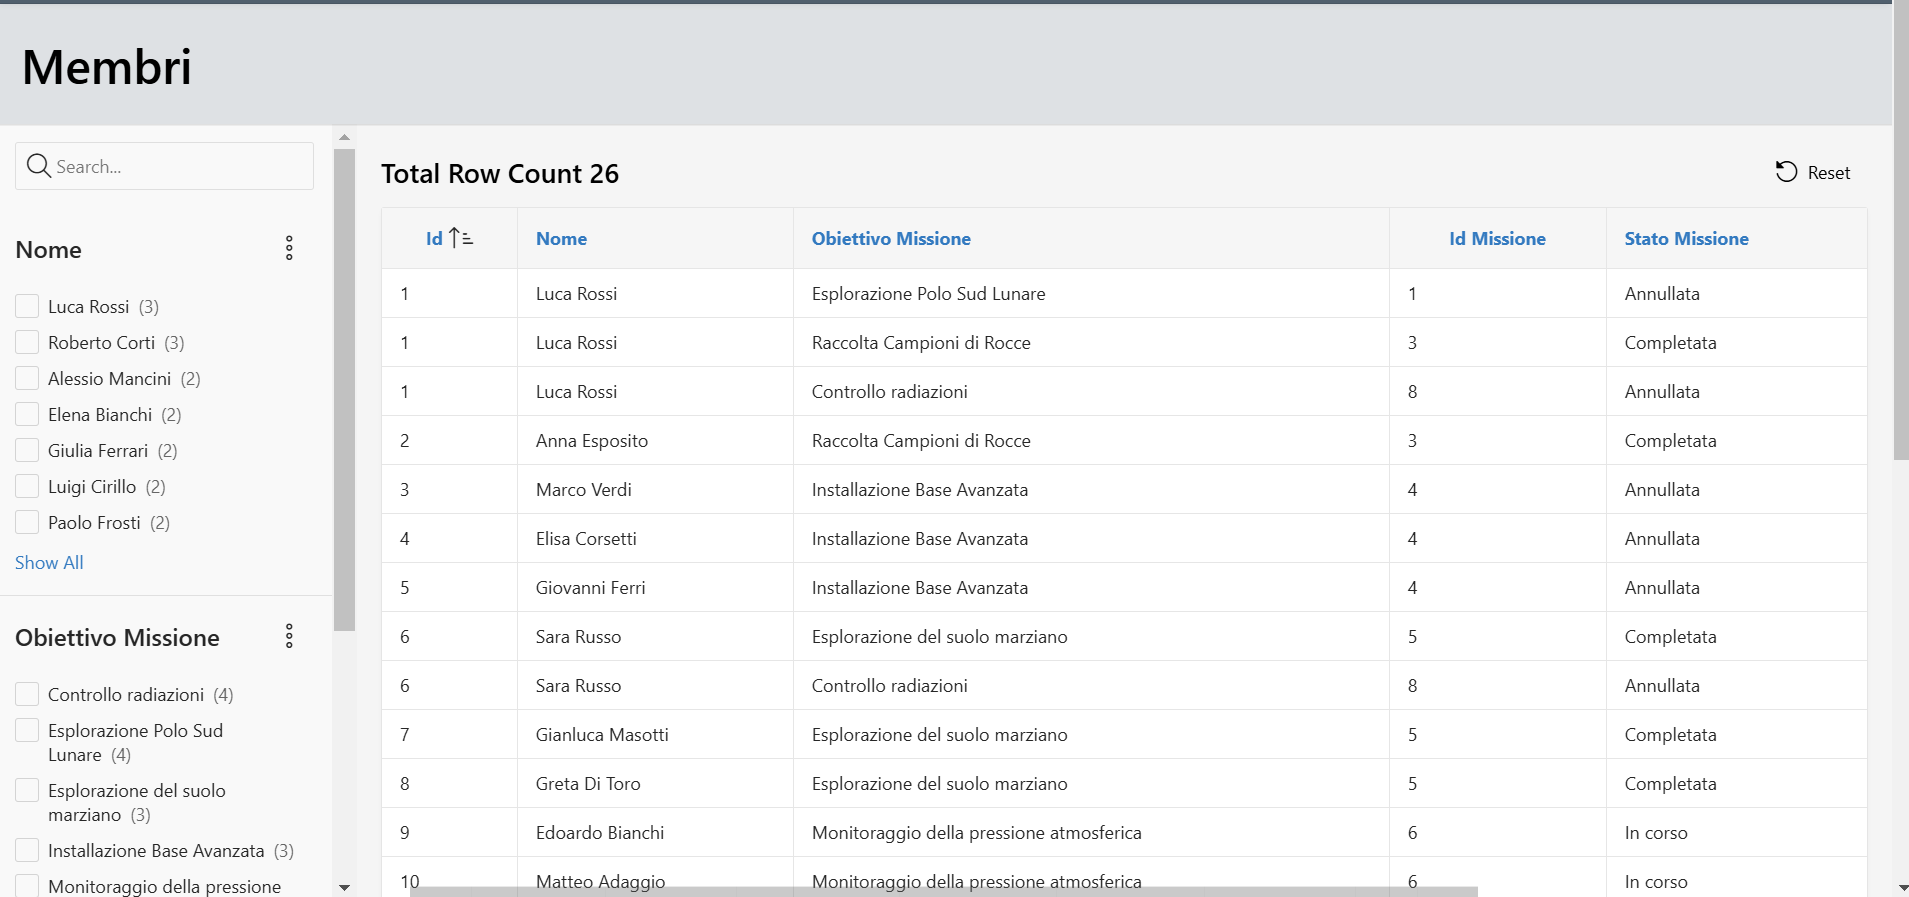 Membri
Search...
Nome
Luca Rossi (3)
Roberto Corti (3)
Alessio Mancini (2)
Elena Bianchi (2)
Giulia Ferrari (2)
Luigi Cirillo (2)
Paolo Frosti (2)
Show All
Obiettivo Missione
Controllo radiazioni (4)
Esplorazione Polo Sud
Lunare (4)
Esplorazione del suolo
marziano (3)
Installazione Base Avanzata (3)
Monitoraggio della pressione
Total Row Count 26
Reset
Id Nome Obiettivo Missione Id Missione Stato Missione
1 Luca Rossi Esplorazione Polo Sud Lunare 1 Annullata
1 Luca Rossi Raccolta Campioni di Rocce 3 Completata
1 Luca Rossi Controllo radiazioni 8 Annullata
2 Anna Esposito Raccolta Campioni di Rocce 3 Completata
3 Marco Verdi Installazione Base Avanzata 4 Annullata
4 Elisa Corsetti Installazione Base Avanzata 4 Annullata
5 Giovanni Ferri Installazione Base Avanzata 4 Annullata
6 Sara Russo Esplorazione del suolo marziano 5 Completata
6 Sara Russo Controllo radiazioni 8 Annullata
7 Gianluca Masotti Esplorazione del suolo marziano 5 Completata
8 Greta Di Toro Esplorazione del suolo marziano 5 Completata
9 Edoardo Bianchi Monitoraggio della pressione atmosferica 6 In corso
10 Matteo Adaggio Monitoraggio della pressione atmosferica 6 In corso